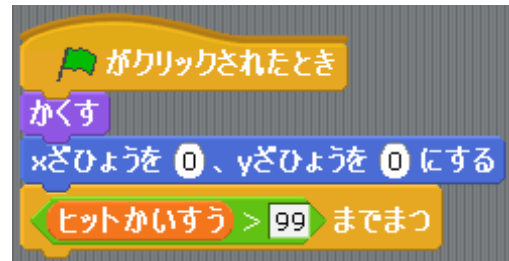 がクリックされたとき
かくす
xざひょうを 0 、yざひょうを 0 にする
ヒットかいすう > 99 までまつ